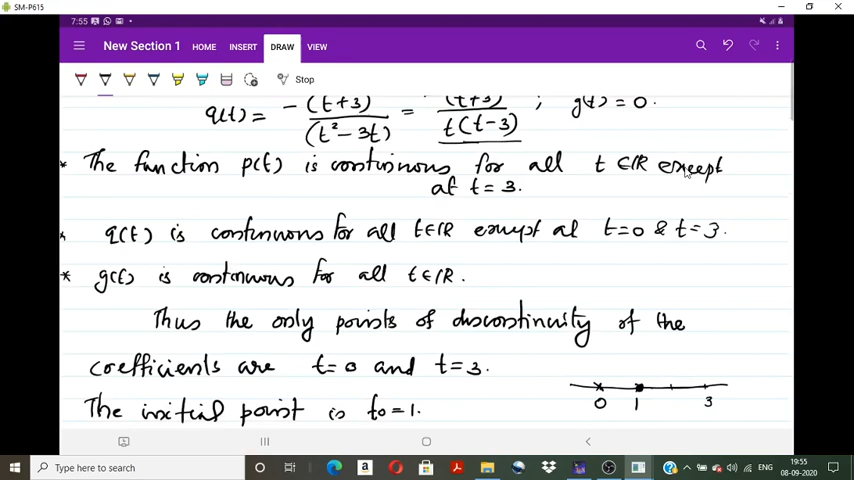 SM-P615
7:55
New Section 1 HOME INSERT DRAW VIEW
Stop
q(t) = -(t+3)/(t²-3t) = -(t+3)/t(t-3) ; g(t) = 0.
* The function p(t) is continuous for all t ∈ IR except
at t = 3.
* q(t) is continuous for all t ∈ IR except at t=0 & t=3.
* g(t) is continuous for all t ∈ IR.
Thus the only points of discontinuity of the
coefficients are t=0 and t=3.
0 1 3
The initial point is t0 = 1.
Type here to search
ENG
19:55
08-09-2020